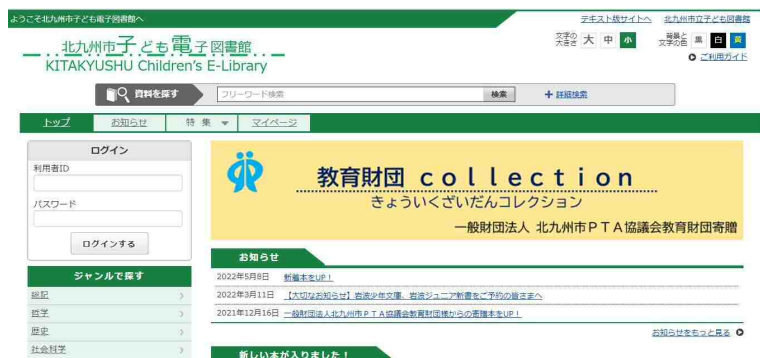 ようこそ北九州市子ども電子図書館へ
テキスト版サイトへ 北九州市立子ども図書館
北九州市子ども電子図書館
KITAKYUSHU Children's E-Library
文字の大きさ 大 中 小 背景と文字の色 黒 白 黄
ご利用ガイド
資料を探す フリーワード検索 検索 + 詳細検索
トップ お知らせ 特集 ▼ マイページ
ログイン
利用者ID
パスワード
ログインする
教育財団 collection
きょういくざいだんコレクション
一般財団法人 北九州市PTA協議会教育財団寄贈
お知らせ
2022年5月8日 新着本をUP!
2022年3月11日 【大切なお知らせ】岩波少年文庫、岩波ジュニア新書をご予約の皆さまへ
2021年12月16日 一般財団法人北九州市PTA協議会教育財団様からの寄贈本をUP!
お知らせをもっと見る
ジャンルで探す
総記
哲学
歴史
社会科学
新しい本が入りました!